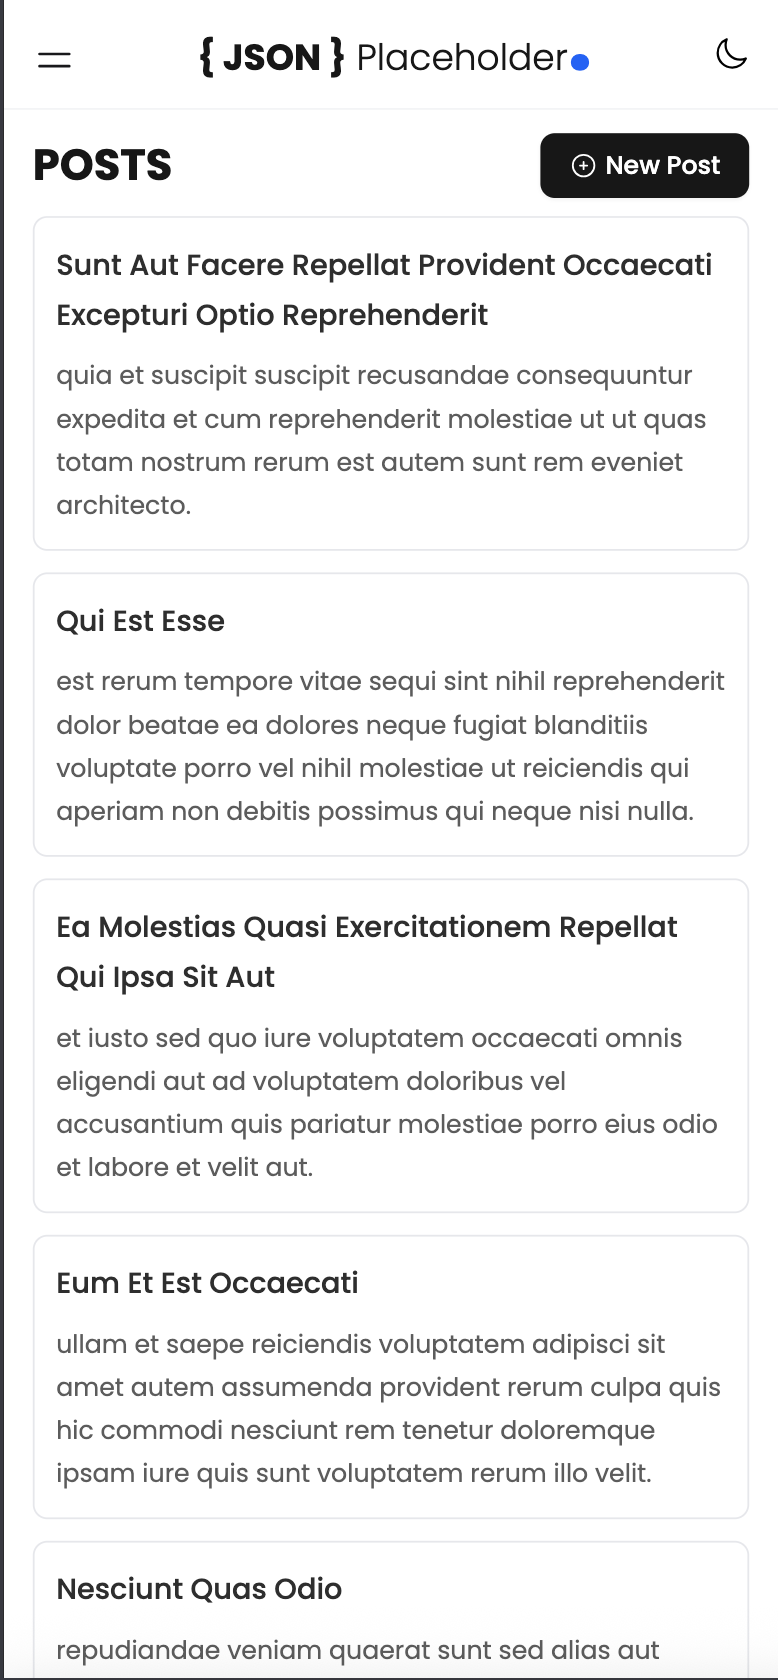 { JSON } Placeholder
POSTS
New Post
Sunt Aut Facere Repellat Provident Occaecati
Excepturi Optio Reprehenderit
quia et suscipit suscipit recusandae consequuntur
expedita et cum reprehenderit molestiae ut ut quas
totam nostrum rerum est autem sunt rem eveniet
architecto.
Qui Est Esse
est rerum tempore vitae sequi sint nihil reprehenderit
dolor beatae ea dolores neque fugiat blanditiis
voluptate porro vel nihil molestiae ut reiciendis qui
aperiam non debitis possimus qui neque nisi nulla.
Ea Molestias Quasi Exercitationem Repellat
Qui Ipsa Sit Aut
et iusto sed quo iure voluptatem occaecati omnis
eligendi aut ad voluptatem doloribus vel
accusantium quis pariatur molestiae porro eius odio
et labore et velit aut.
Eum Et Est Occaecati
ullam et saepe reiciendis voluptatem adipisci sit
amet autem assumenda provident rerum culpa quis
hic commodi nesciunt rem tenetur doloremque
ipsam iure quis sunt voluptatem rerum illo velit.
Nesciunt Quas Odio
repudiandae veniam quaerat sunt sed alias aut